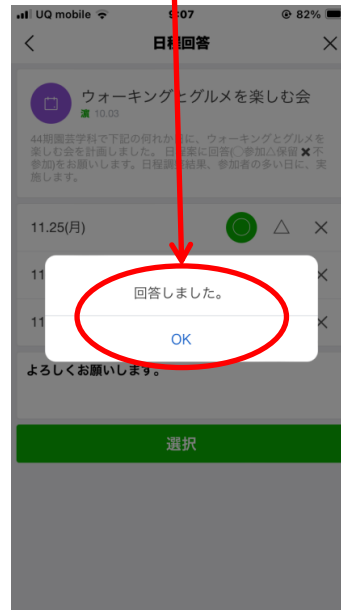 UQ mobile 9:07 82%
日程回答
ウォーキングとグルメを楽しむ会
10.03
44期園芸学科で下記の何れか日に、ウォーキングとグルメを
楽しむ会を計画しました。 日程案に回答(◯参加△保留✖不
参加)をお願いします。日程調整結果、参加者の多い日に、実
施します。
11.25(月)
11
回答しました。
11
OK
よろしくお願いします。
選択